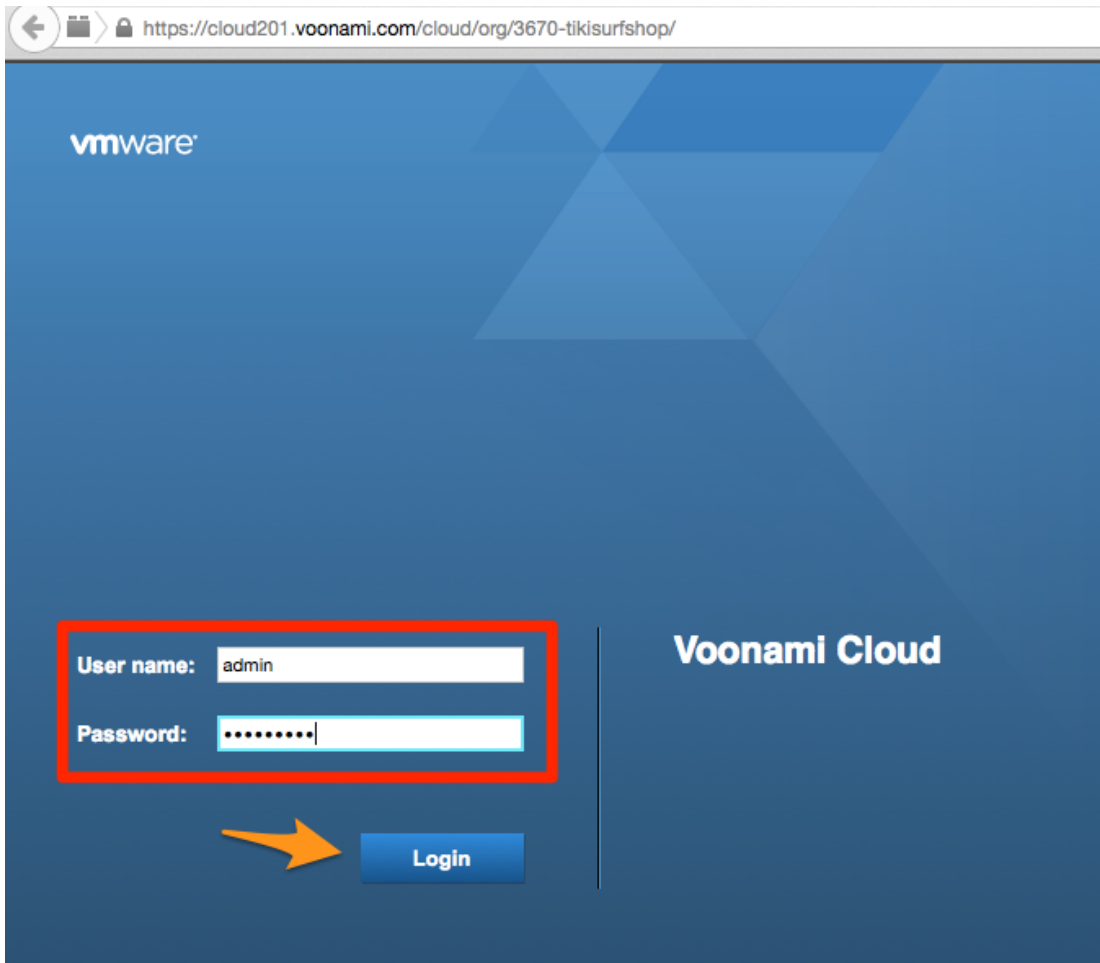 https://cloud201.voonami.com/cloud/org/3670-tikisurfshop/
vmware
User name: admin
Password: •••••••••
Login
Voonami Cloud